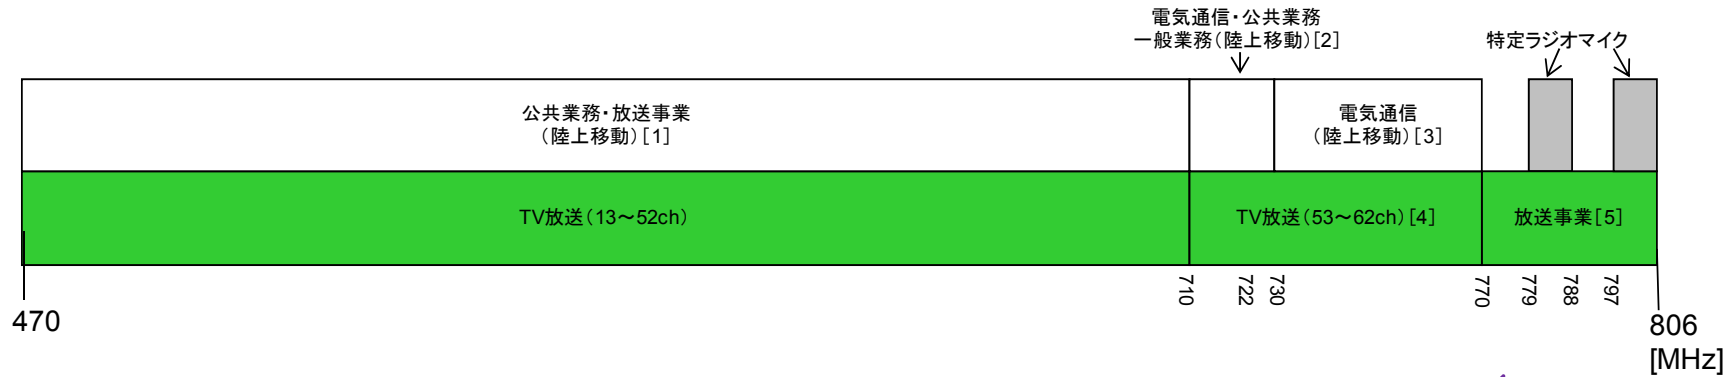 電気通信・公共業務
一般業務(陸上移動)[2]
特定ラジオマイク
公共業務・放送事業
(陸上移動)[1]
電気通信
(陸上移動)[3]
TV放送(13～52ch)
TV放送(53～62ch)[4]
放送事業[5]
710
722
730
770
779
788
797
470
806
[MHz]